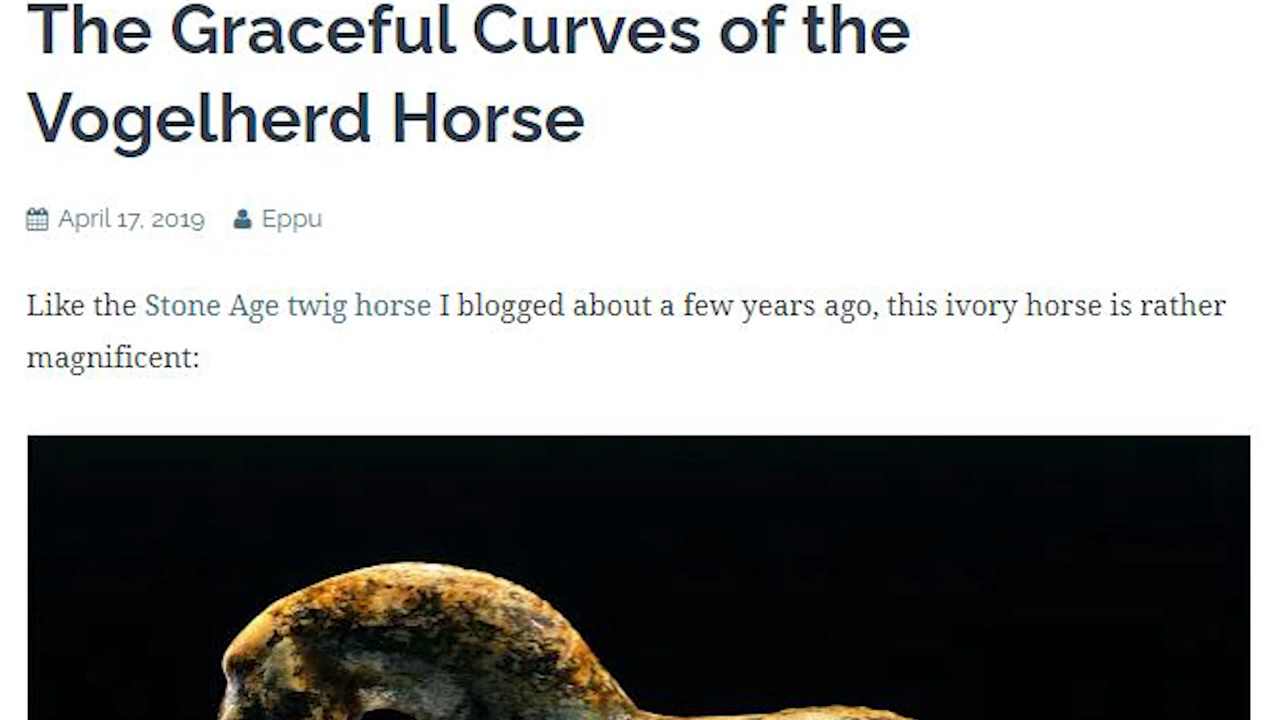 The Graceful Curves of the
Vogelherd Horse
April 17, 2019 Eppu
Like the Stone Age twig horse I blogged about a few years ago, this ivory horse is rather
magnificent: